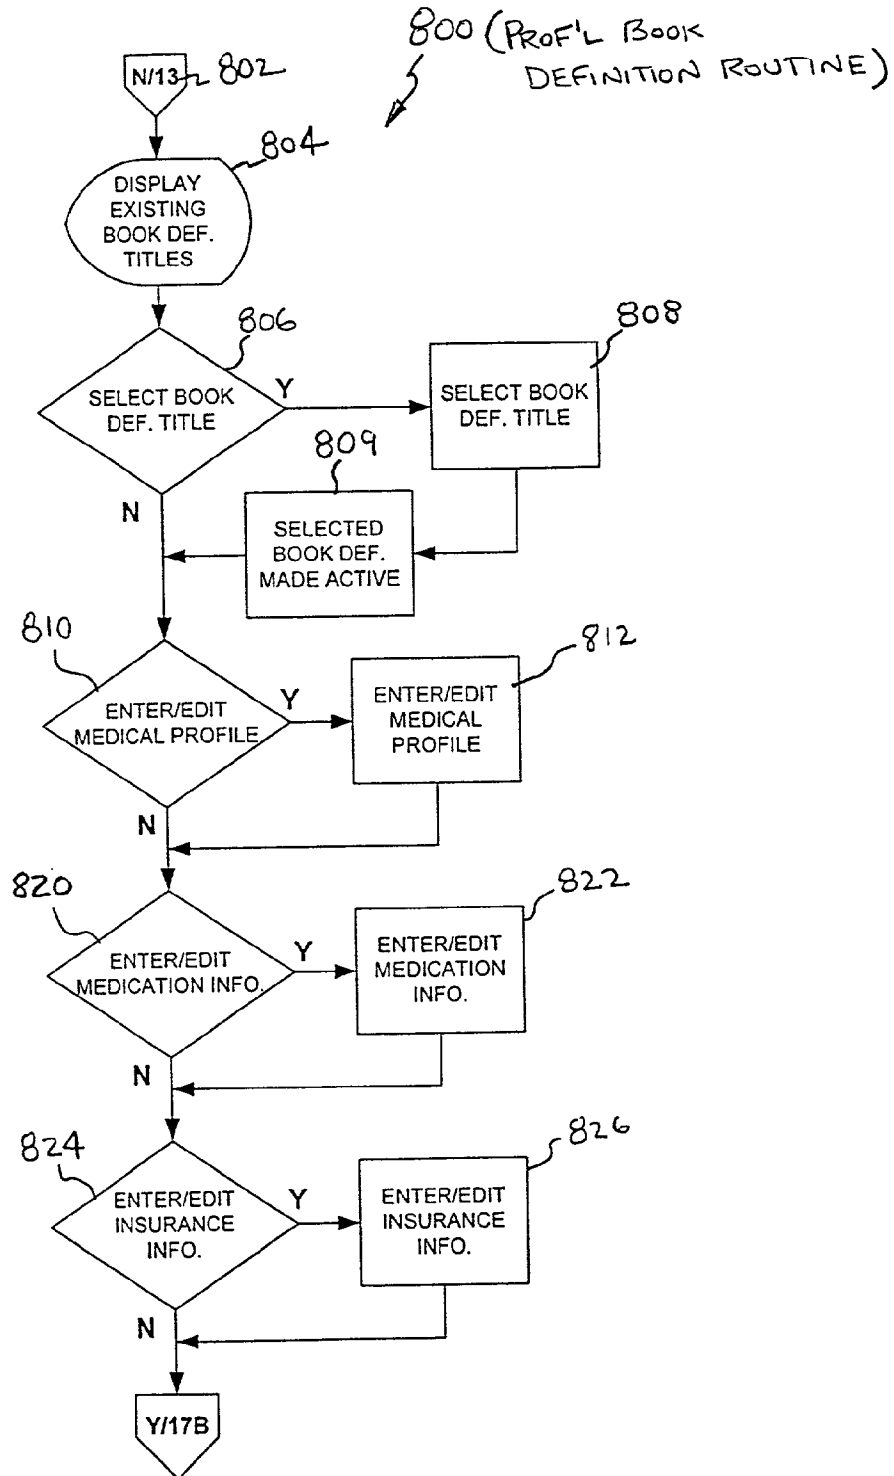 800 (PROF'L BOOK
DEFINITION ROUTINE)
N/13
802
804
DISPLAY
EXISTING
BOOK DEF.
TITLES
806
SELECT BOOK
DEF. TITLE
Y
N
808
SELECT BOOK
DEF. TITLE
809
SELECTED
BOOK DEF.
MADE ACTIVE
810
ENTER/EDIT
MEDICAL PROFILE
Y
N
812
ENTER/EDIT
MEDICAL
PROFILE
820
ENTER/EDIT
MEDICATION INFO.
Y
N
822
ENTER/EDIT
MEDICATION
INFO.
824
ENTER/EDIT
INSURANCE
INFO.
Y
N
826
ENTER/EDIT
INSURANCE
INFO.
Y/17B